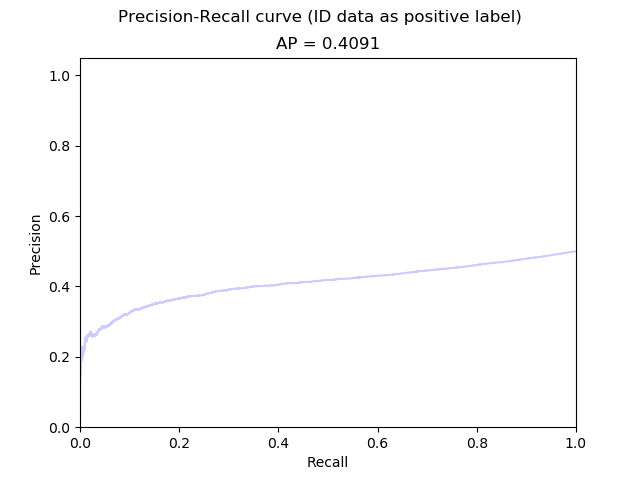 Precision-Recall curve (ID data as positive label)
AP = 0.4091
1.0
0.8
0.6
0.4
0.2
0.0
Precision
0.0 0.2 0.4 0.6 0.8 1.0
Recall